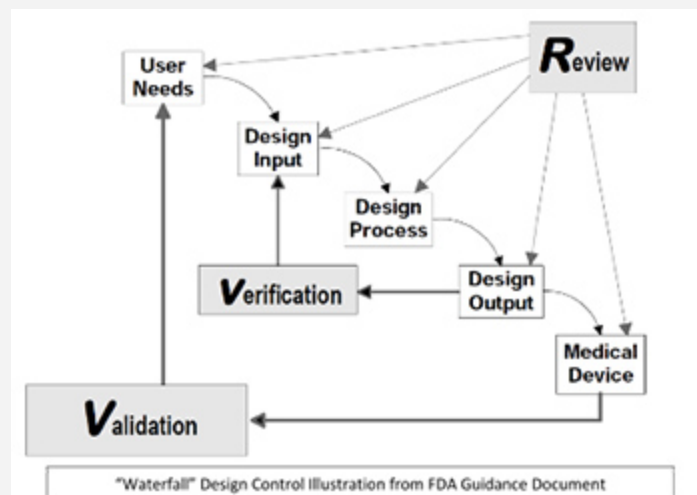 User
Needs
Review
Design
Input
Design
Process
Verification
Design
Output
Medical
Device
Validation
"Waterfall" Design Control Illustration from FDA Guidance Document